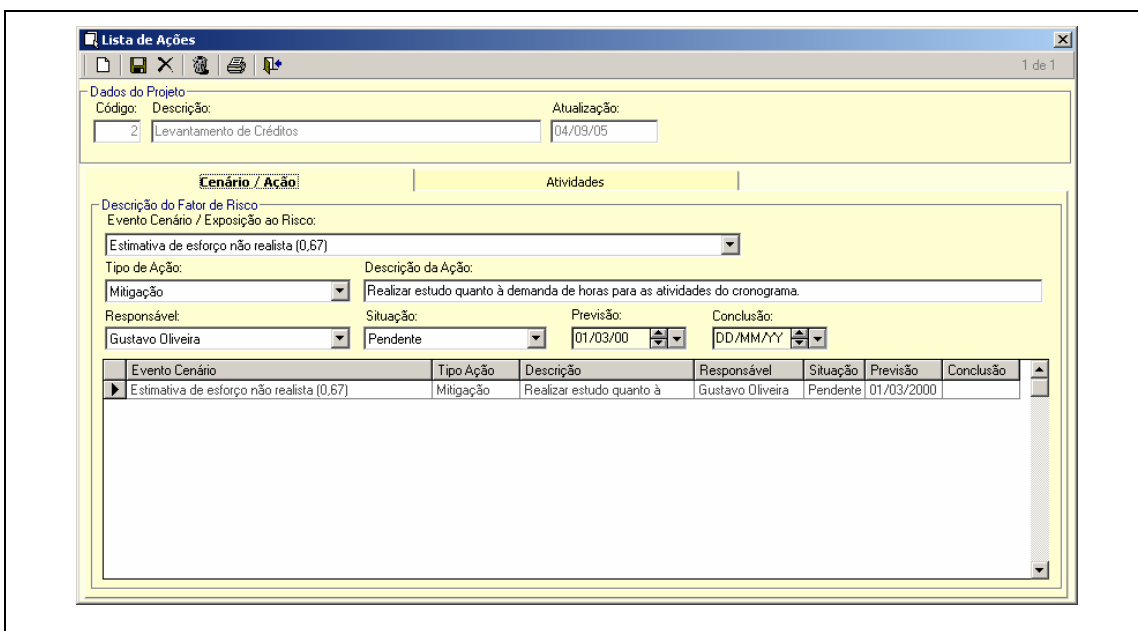 Lista de Ações
1 de 1
Dados do Projeto
Código: Descrição: Atualização:
2 Levantamento de Créditos 04/09/05
Cenário / Ação Atividades
Descrição do Fator de Risco
Evento Cenário / Exposição ao Risco:
Estimativa de esforço não realista (0,67)
Tipo de Ação: Descrição da Ação:
Mitigação Realizar estudo quanto à demanda de horas para as atividades do cronograma.
Responsável: Situação: Previsão: Conclusão:
Gustavo Oliveira Pendente 01/03/00 DD/MM/YY
Evento Cenário Tipo Ação Descrição Responsável Situação Previsão Conclusão
Estimativa de esforço não realista (0,67) Mitigação Realizar estudo quanto à Gustavo Oliveira Pendente 01/03/2000